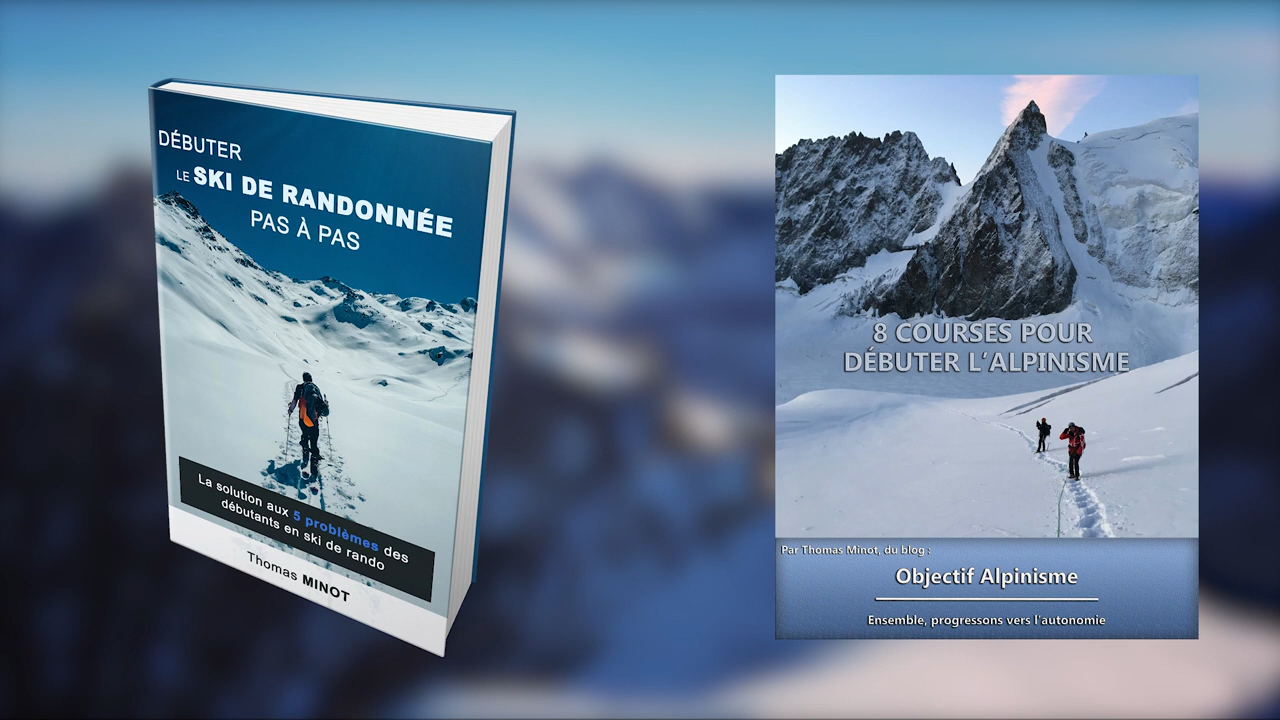 DÉBUTER
LE SKI DE RANDONNÉE
PAS À PAS
La solution aux 5 problèmes des
débutants en ski de rando
Thomas MINOT
8 COURSES POUR
DÉBUTER L'ALPINISME
Par Thomas Minot, du blog :
Objectif Alpinisme
Ensemble, progressons vers l'autonomie